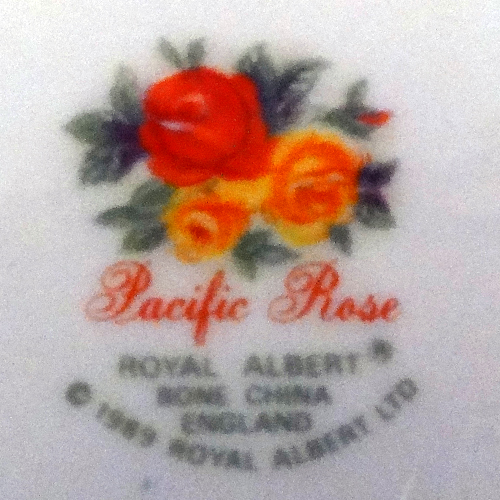 Pacific Rose
ROYAL ALBERT ®
BONE CHINA
ENGLAND
© 1989 ROYAL ALBERT LTD